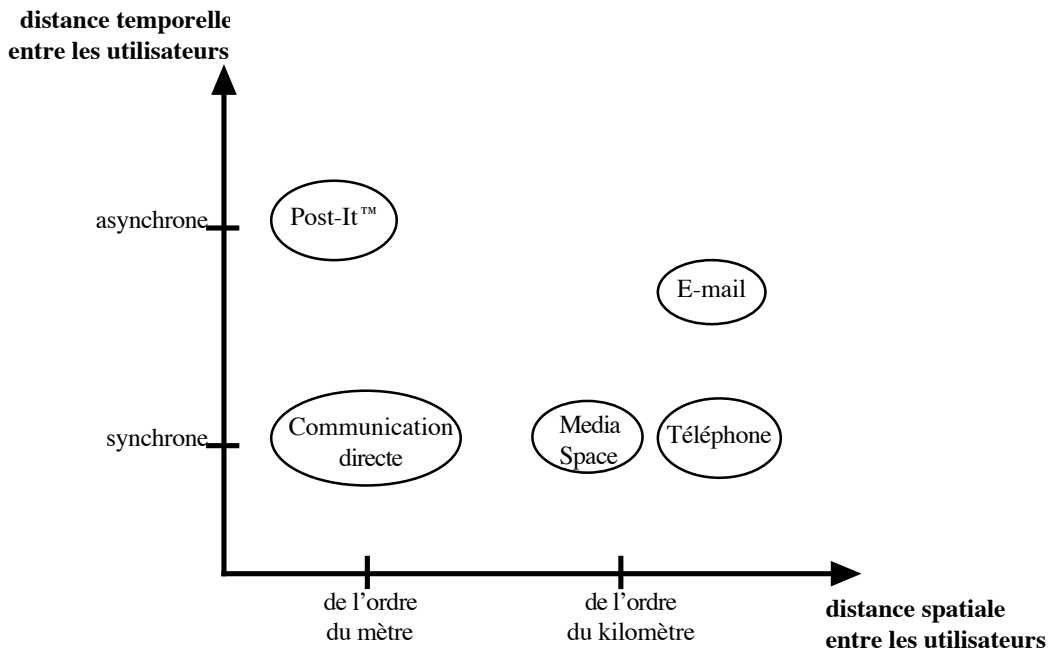 distance temporelle
entre les utilisateurs
asynchrone
Post-It™
E-mail
synchrone
Communication
directe
Media
Space
Téléphone
de l’ordre
du mètre
de l’ordre
du kilomètre
distance spatiale
entre les utilisateurs